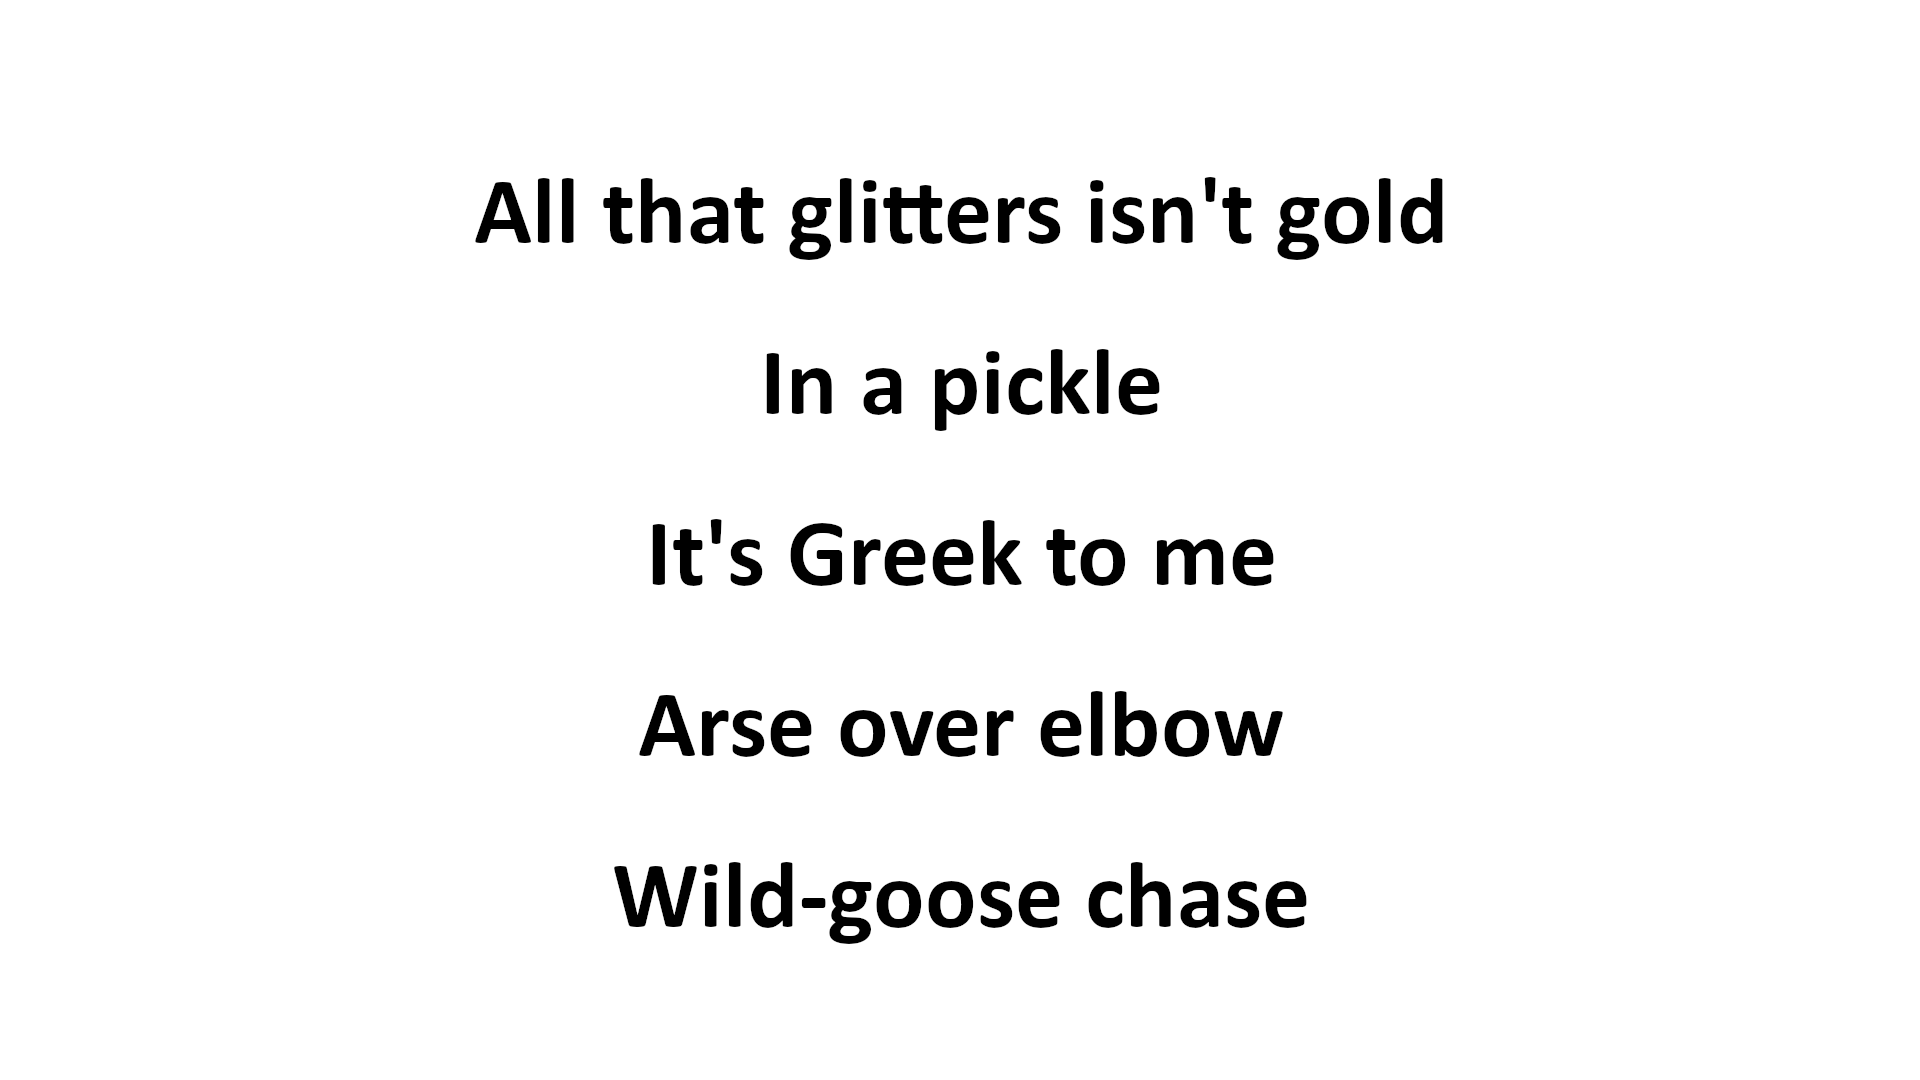 All that glitters isn't gold
In a pickle
It's Greek to me
Arse over elbow
Wild-goose chase